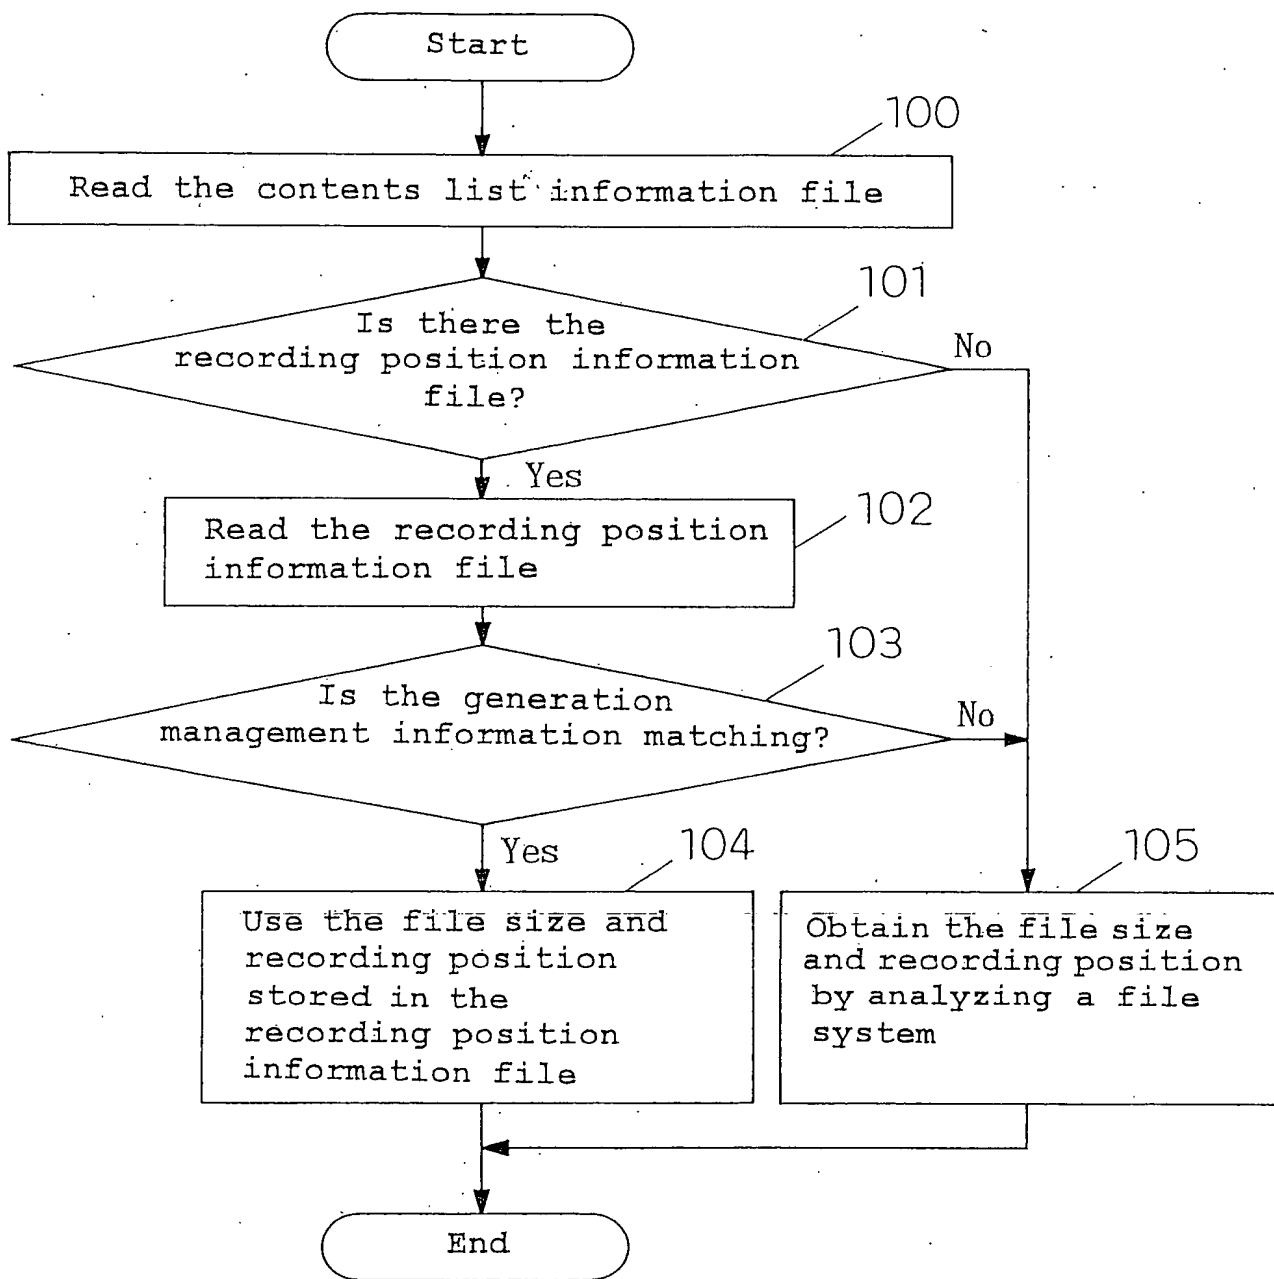 Start
100
Read the contents list information file
101
Is there the
recording position information
file?
No
Yes
102
Read the recording position
information file
103
Is the generation
management information matching?
No
Yes
104
Use the file size and
recording position
stored in the
recording position
information file
105
Obtain the file size
and recording position
by analyzing a file
system
End